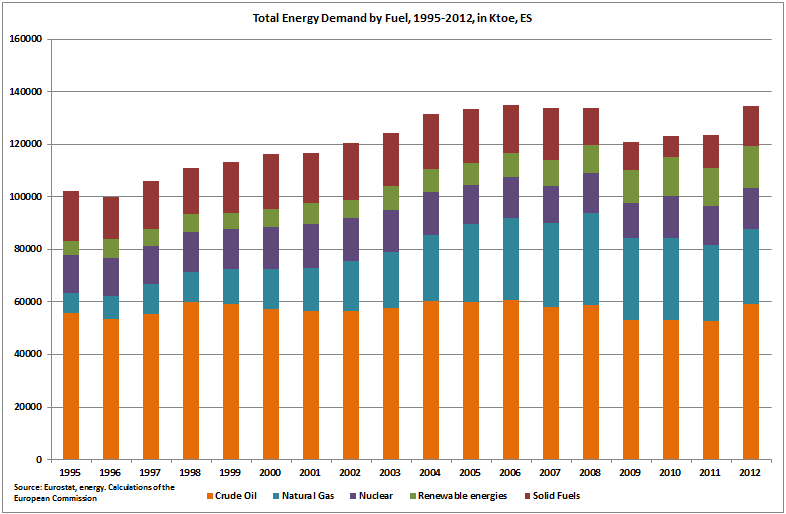 Total Energy Demand by Fuel, 1995-2012, in Ktoe, ES
160000
140000
120000
100000
80000
60000
40000
20000
0
1995 1996 1997 1998 1999 2000 2001 2002 2003 2004 2005 2006 2007 2008 2009 2010 2011 2012
Source: Eurostat, energy. Calculations of the
European Commission
Crude Oil Natural Gas Nuclear Renewable energies Solid Fuels